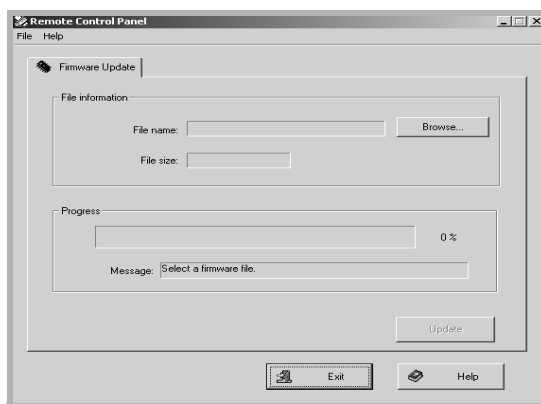 Remote Control Panel
File Help
Firmware Update
File information
File name:
Browse...
File size:
Progress
0 %
Message: Select a firmware file.
Update
Exit
Help